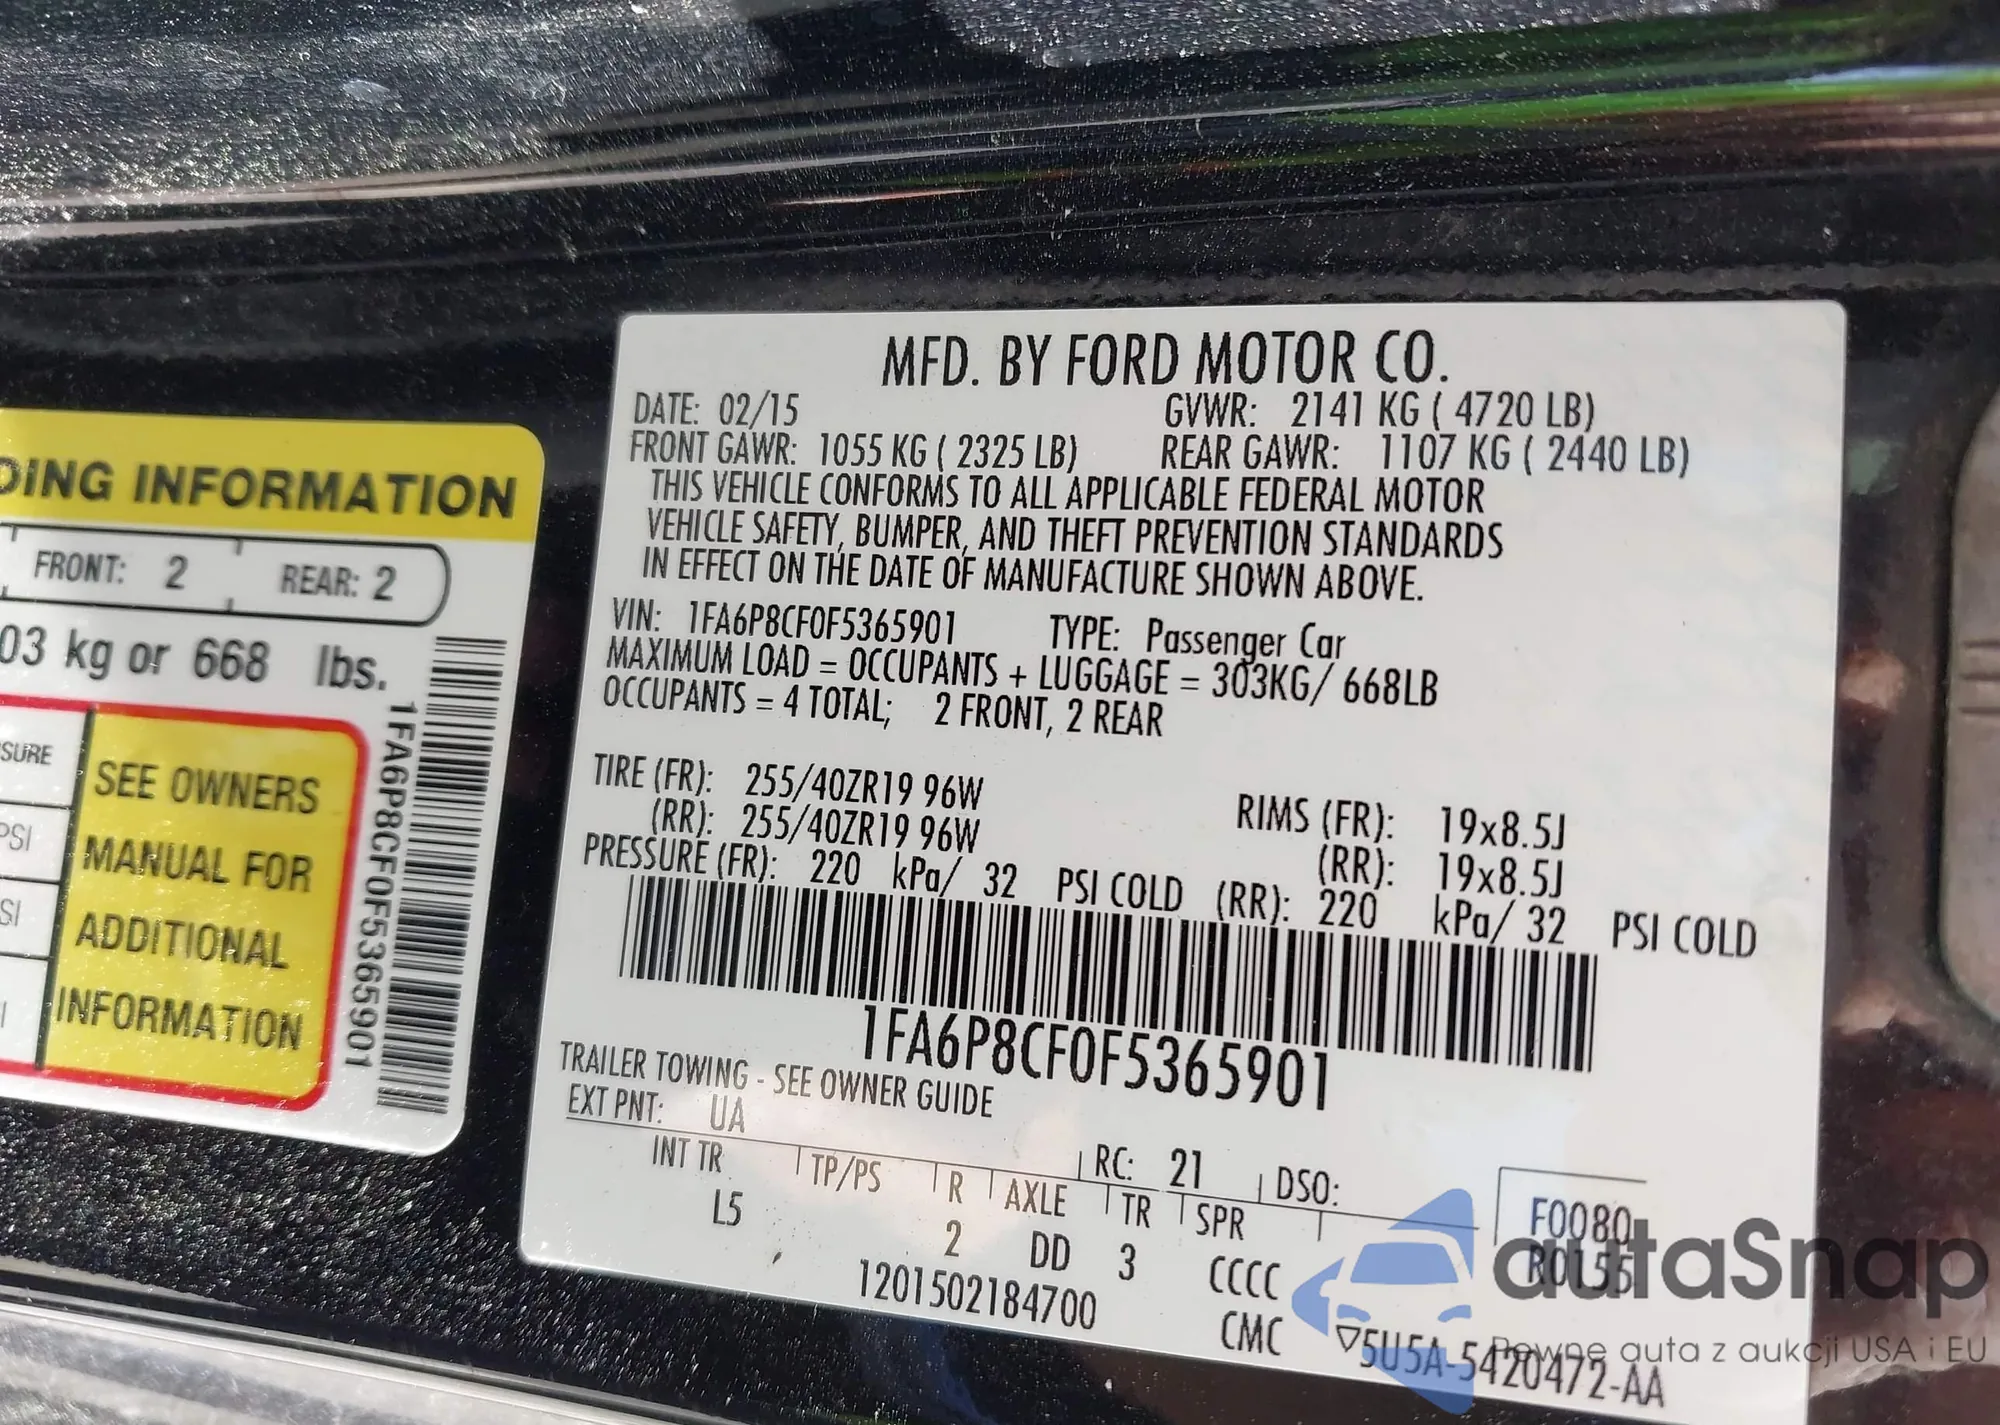 DING INFORMATION
FRONT: 2 REAR: 2
03 kg or 668 lbs.
SURE
PSI
SI
SEE OWNERS
MANUAL FOR
ADDITIONAL
INFORMATION
1FA6P8CF0F5365901
MFD. BY FORD MOTOR CO.
DATE: 02/15 GVWR: 2141 KG ( 4720 LB)
FRONT GAWR: 1055 KG ( 2325 LB) REAR GAWR: 1107 KG ( 2440 LB)
THIS VEHICLE CONFORMS TO ALL APPLICABLE FEDERAL MOTOR
VEHICLE SAFETY, BUMPER, AND THEFT PREVENTION STANDARDS
IN EFFECT ON THE DATE OF MANUFACTURE SHOWN ABOVE.
VIN: 1FA6P8CF0F5365901 TYPE: Passenger Car
MAXIMUM LOAD = OCCUPANTS + LUGGAGE = 303KG/ 668LB
OCCUPANTS = 4 TOTAL; 2 FRONT, 2 REAR
TIRE (FR): 255/40ZR19 96W RIMS (FR): 19x8.5J
(RR): 255/40ZR19 96W (RR): 19x8.5J
PRESSURE (FR): 220 kPa/ 32 PSI COLD (RR): 220 kPa/ 32 PSI COLD
1FA6P8CF0F5365901
TRAILER TOWING - SEE OWNER GUIDE
EXT PNT: UA RC: 21 DSO:
INT TR TP/PS R AXLE TR SPR F0080
L5 2 DD 3 CCCC R0155
1201502184700 CMC ▽5U5A-5420472-AA
autaSnap
Pewne auta z aukcji USA i EU